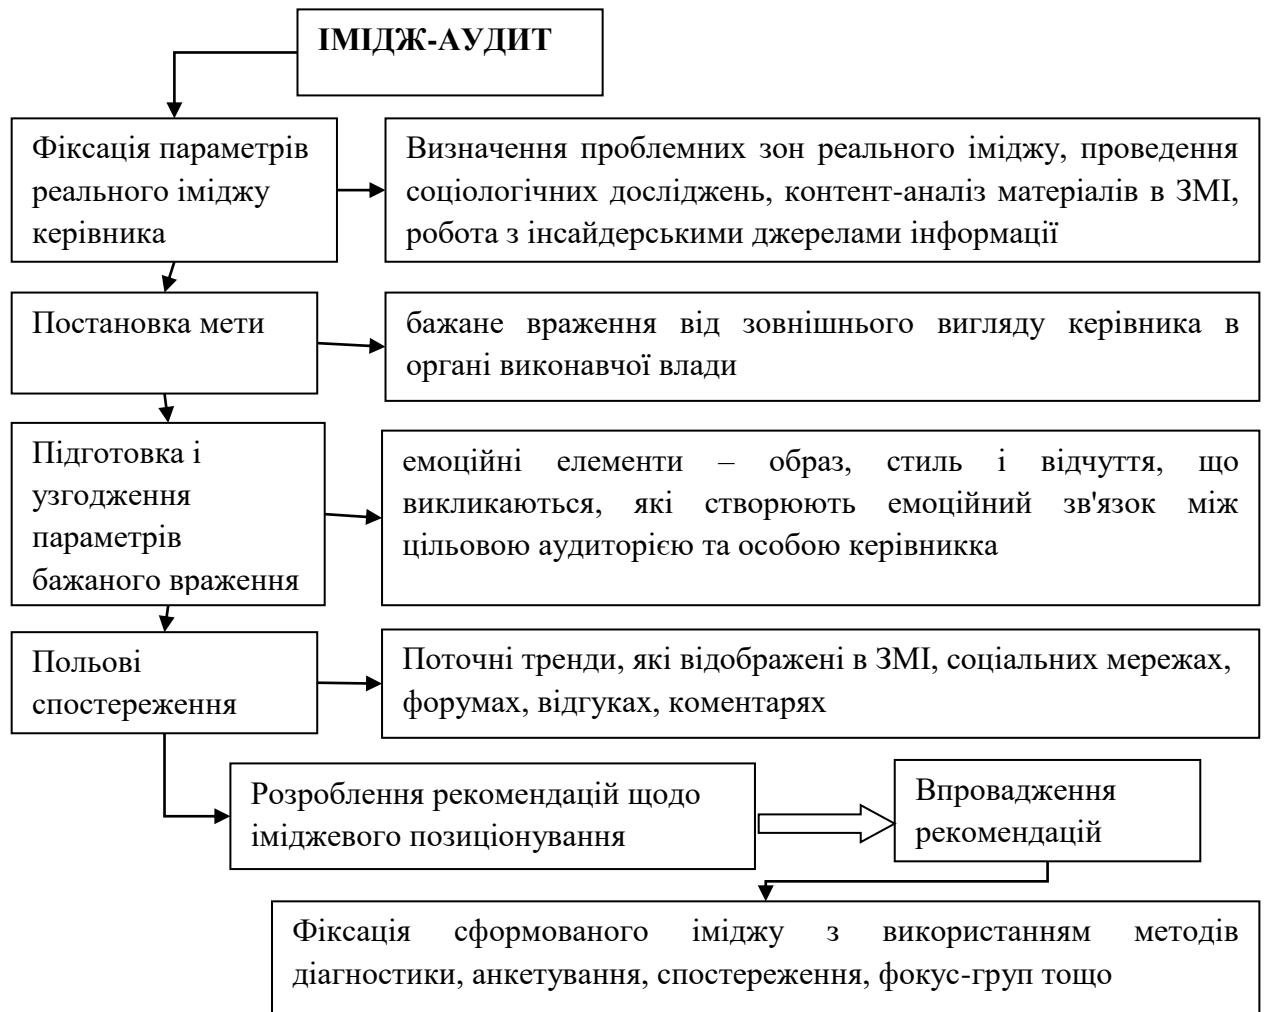 ІМІДЖ-АУДИТ
Фіксація параметрів
реального іміджу
керівника
Визначення проблемних зон реального іміджу, проведення
соціологічних досліджень, контент-аналіз матеріалів в ЗМІ,
робота з інсайдерськими джерелами інформації
Постановка мети
бажане враження від зовнішнього вигляду керівника в
органі виконавчої влади
Підготовка і
узгодження
параметрів
бажаного враження
емоційні елементи – образ, стиль і відчуття, що
викликаються, які створюють емоційний зв'язок між
цільовою аудиторією та особою керівникка
Польові
спостереження
Поточні тренди, які відображені в ЗМІ, соціальних мережах,
форумах, відгуках, коментарях
Розроблення рекомендацій щодо
іміджевого позиціонування
Впровадження
рекомендацій
Фіксація сформованого іміджу з використанням методів
діагностики, анкетування, спостереження, фокус-груп тощо